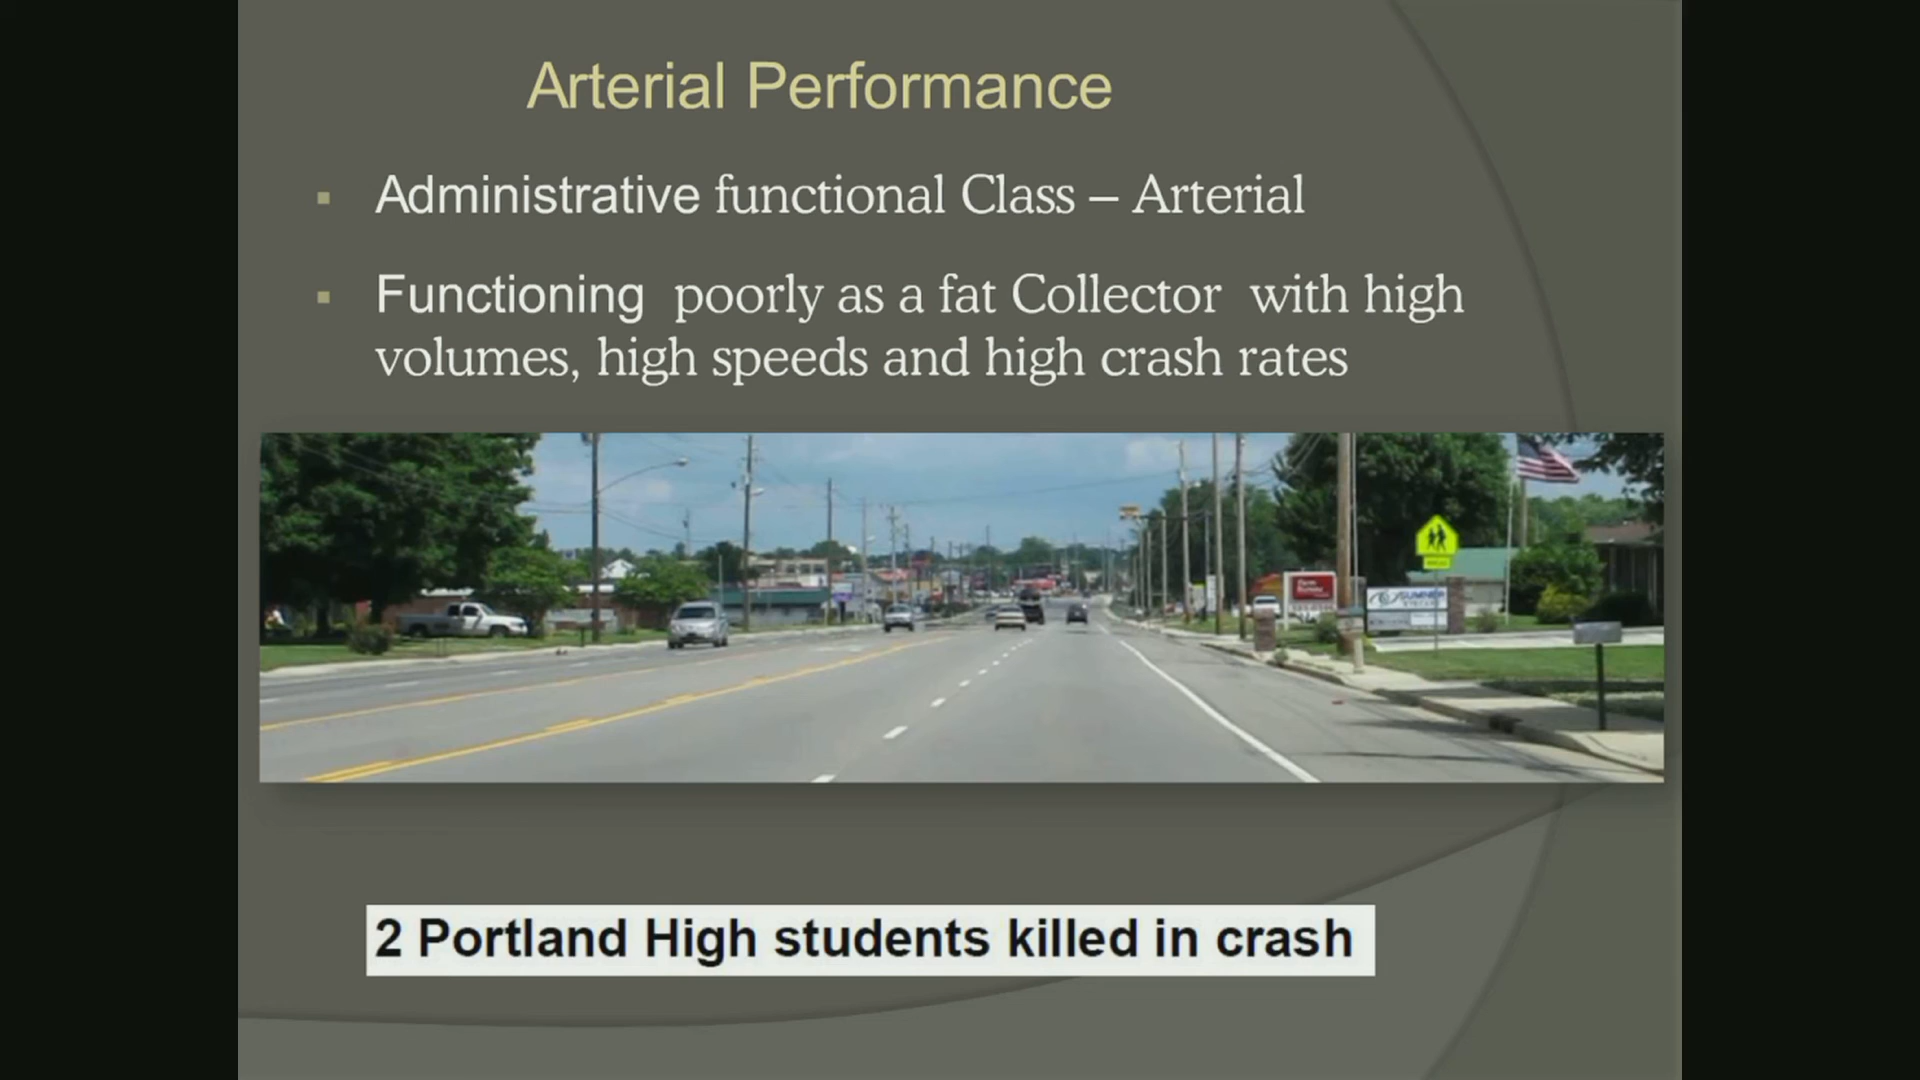 Arterial Performance
Administrative functional Class – Arterial
Functioning poorly as a fat Collector with high
volumes, high speeds and high crash rates
SUMNER
2 Portland High students killed in crash